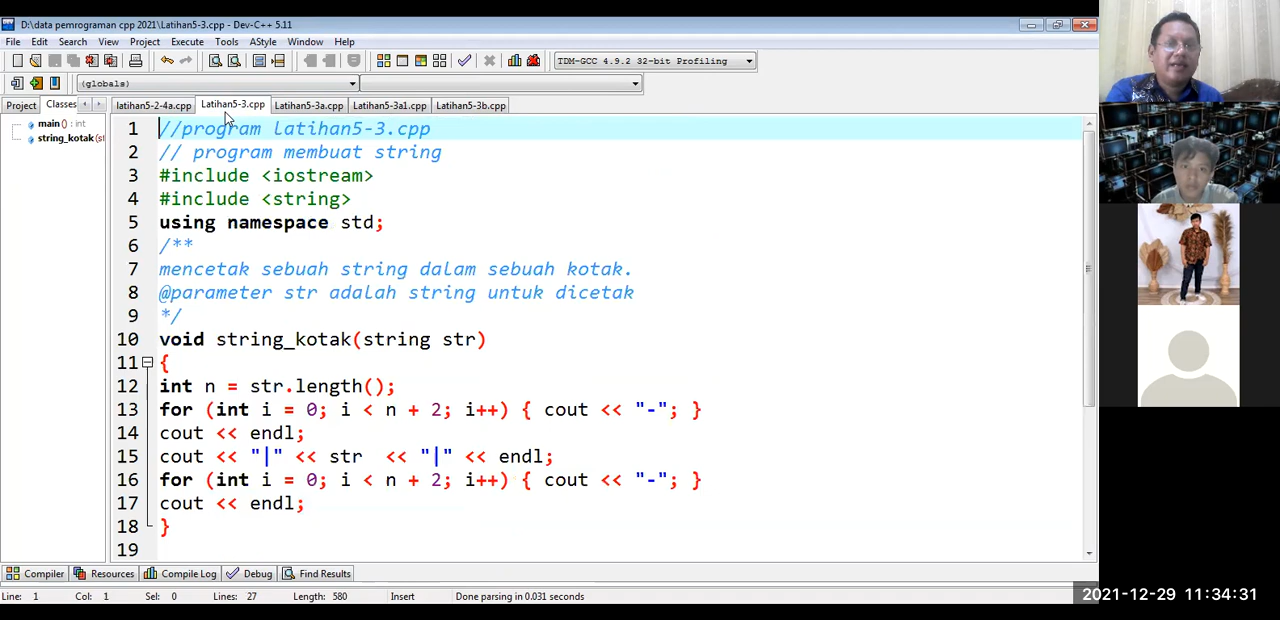 D:\data pemrograman cpp 2021\Latihan5-3.cpp - Dev-C++ 5.11
File Edit Search View Project Execute Tools AStyle Window Help
TDM-GCC 4.9.2 32-bit Profiling
(globals)
Project Classes latihan5-2-4a.cpp Latihan5-3.cpp Latihan5-3a.cpp Latihan5-3a1.cpp Latihan5-3b.cpp
main() : int
string_kotak (st
1 //program latihan5-3.cpp
2 // program membuat string
3 #include <iostream>
4 #include <string>
5 using namespace std;
6 /**
7 mencetak sebuah string dalam sebuah kotak.
8 @parameter str adalah string untuk dicetak
9 */
10 void string_kotak(string str)
11 {
12 int n = str.length();
13 for (int i = 0; i < n + 2; i++) { cout << "-"; }
14 cout << endl;
15 cout << "|" << str  << "|" << endl;
16 for (int i = 0; i < n + 2; i++) { cout << "-"; }
17 cout << endl;
18 }
19
Compiler Resources Compile Log Debug Find Results
Line: 1 Col: 1 Sel: 0 Lines: 27 Length: 580 Insert Done parsing in 0.031 seconds
2021-12-29 11:34:31